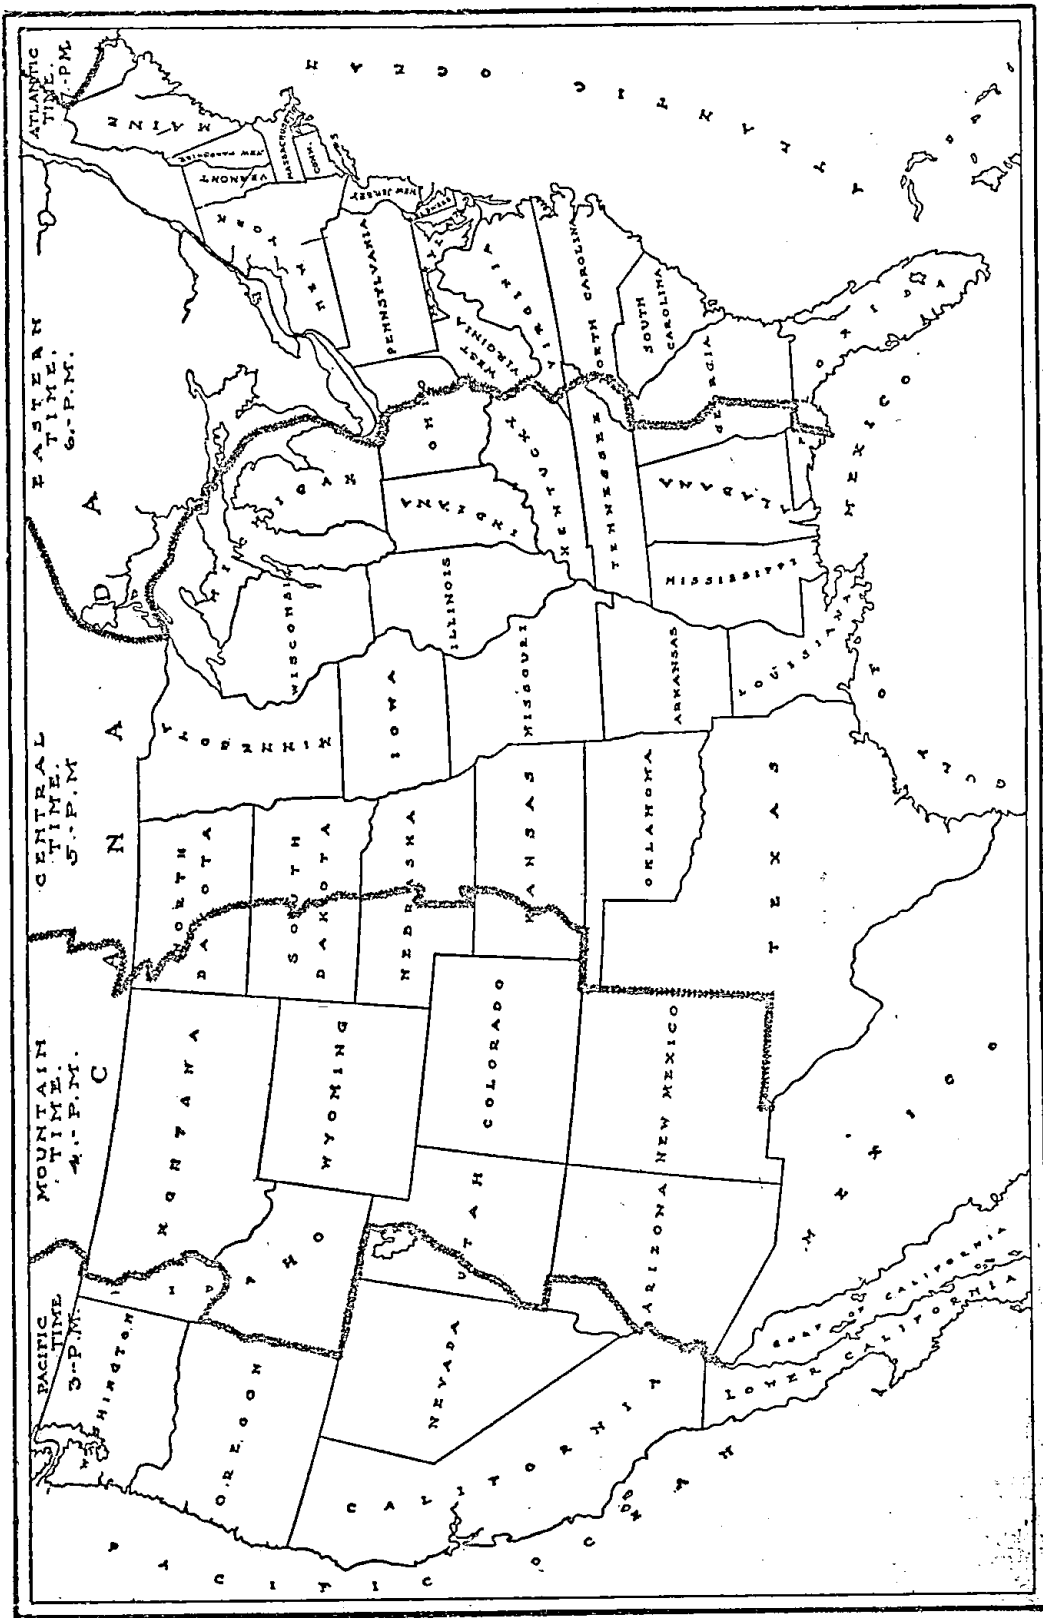 PACIFIC
TIME
3-P.M.
MOUNTAIN
TIME.
4.-P.M.
CENTRAL
TIME.
5.-P.M
EASTERN
TIME.
6.-P.M.
ATLANTIC
TIME.
7.-P.M.
CANADA
WASHINGTON
OREGON
CALIFORNIA
NEVADA
IDAHO
MONTANA
WYOMING
UTAH
COLORADO
ARIZONA
NEW MEXICO
NORTH
DAKOTA
SOUTH
DAKOTA
NEBRASKA
KANSAS
OKLAHOMA
TEXAS
MINNESOTA
IOWA
MISSOURI
ARKANSAS
LOUISIANA
WISCONSIN
ILLINOIS
MICHIGAN
INDIANA
OHIO
KENTUCKY
TENNESSEE
MISSISSIPPI
ALABAMA
GEORGIA
FLORIDA
SOUTH
CAROLINA
NORTH CAROLINA
VIRGINIA
WEST
VIRGINIA
PENNSYLVANIA
NEW YORK
NEW JERSEY
VERMONT
NEW HAMPSHIRE
MAINE
MASSACHUSETTS
CONN.
PACIFIC OCEAN
ATLANTIC OCEAN
GULF OF MEXICO
MEXICO
GULF OF CALIFORNIA
LOWER CALIFORNIA